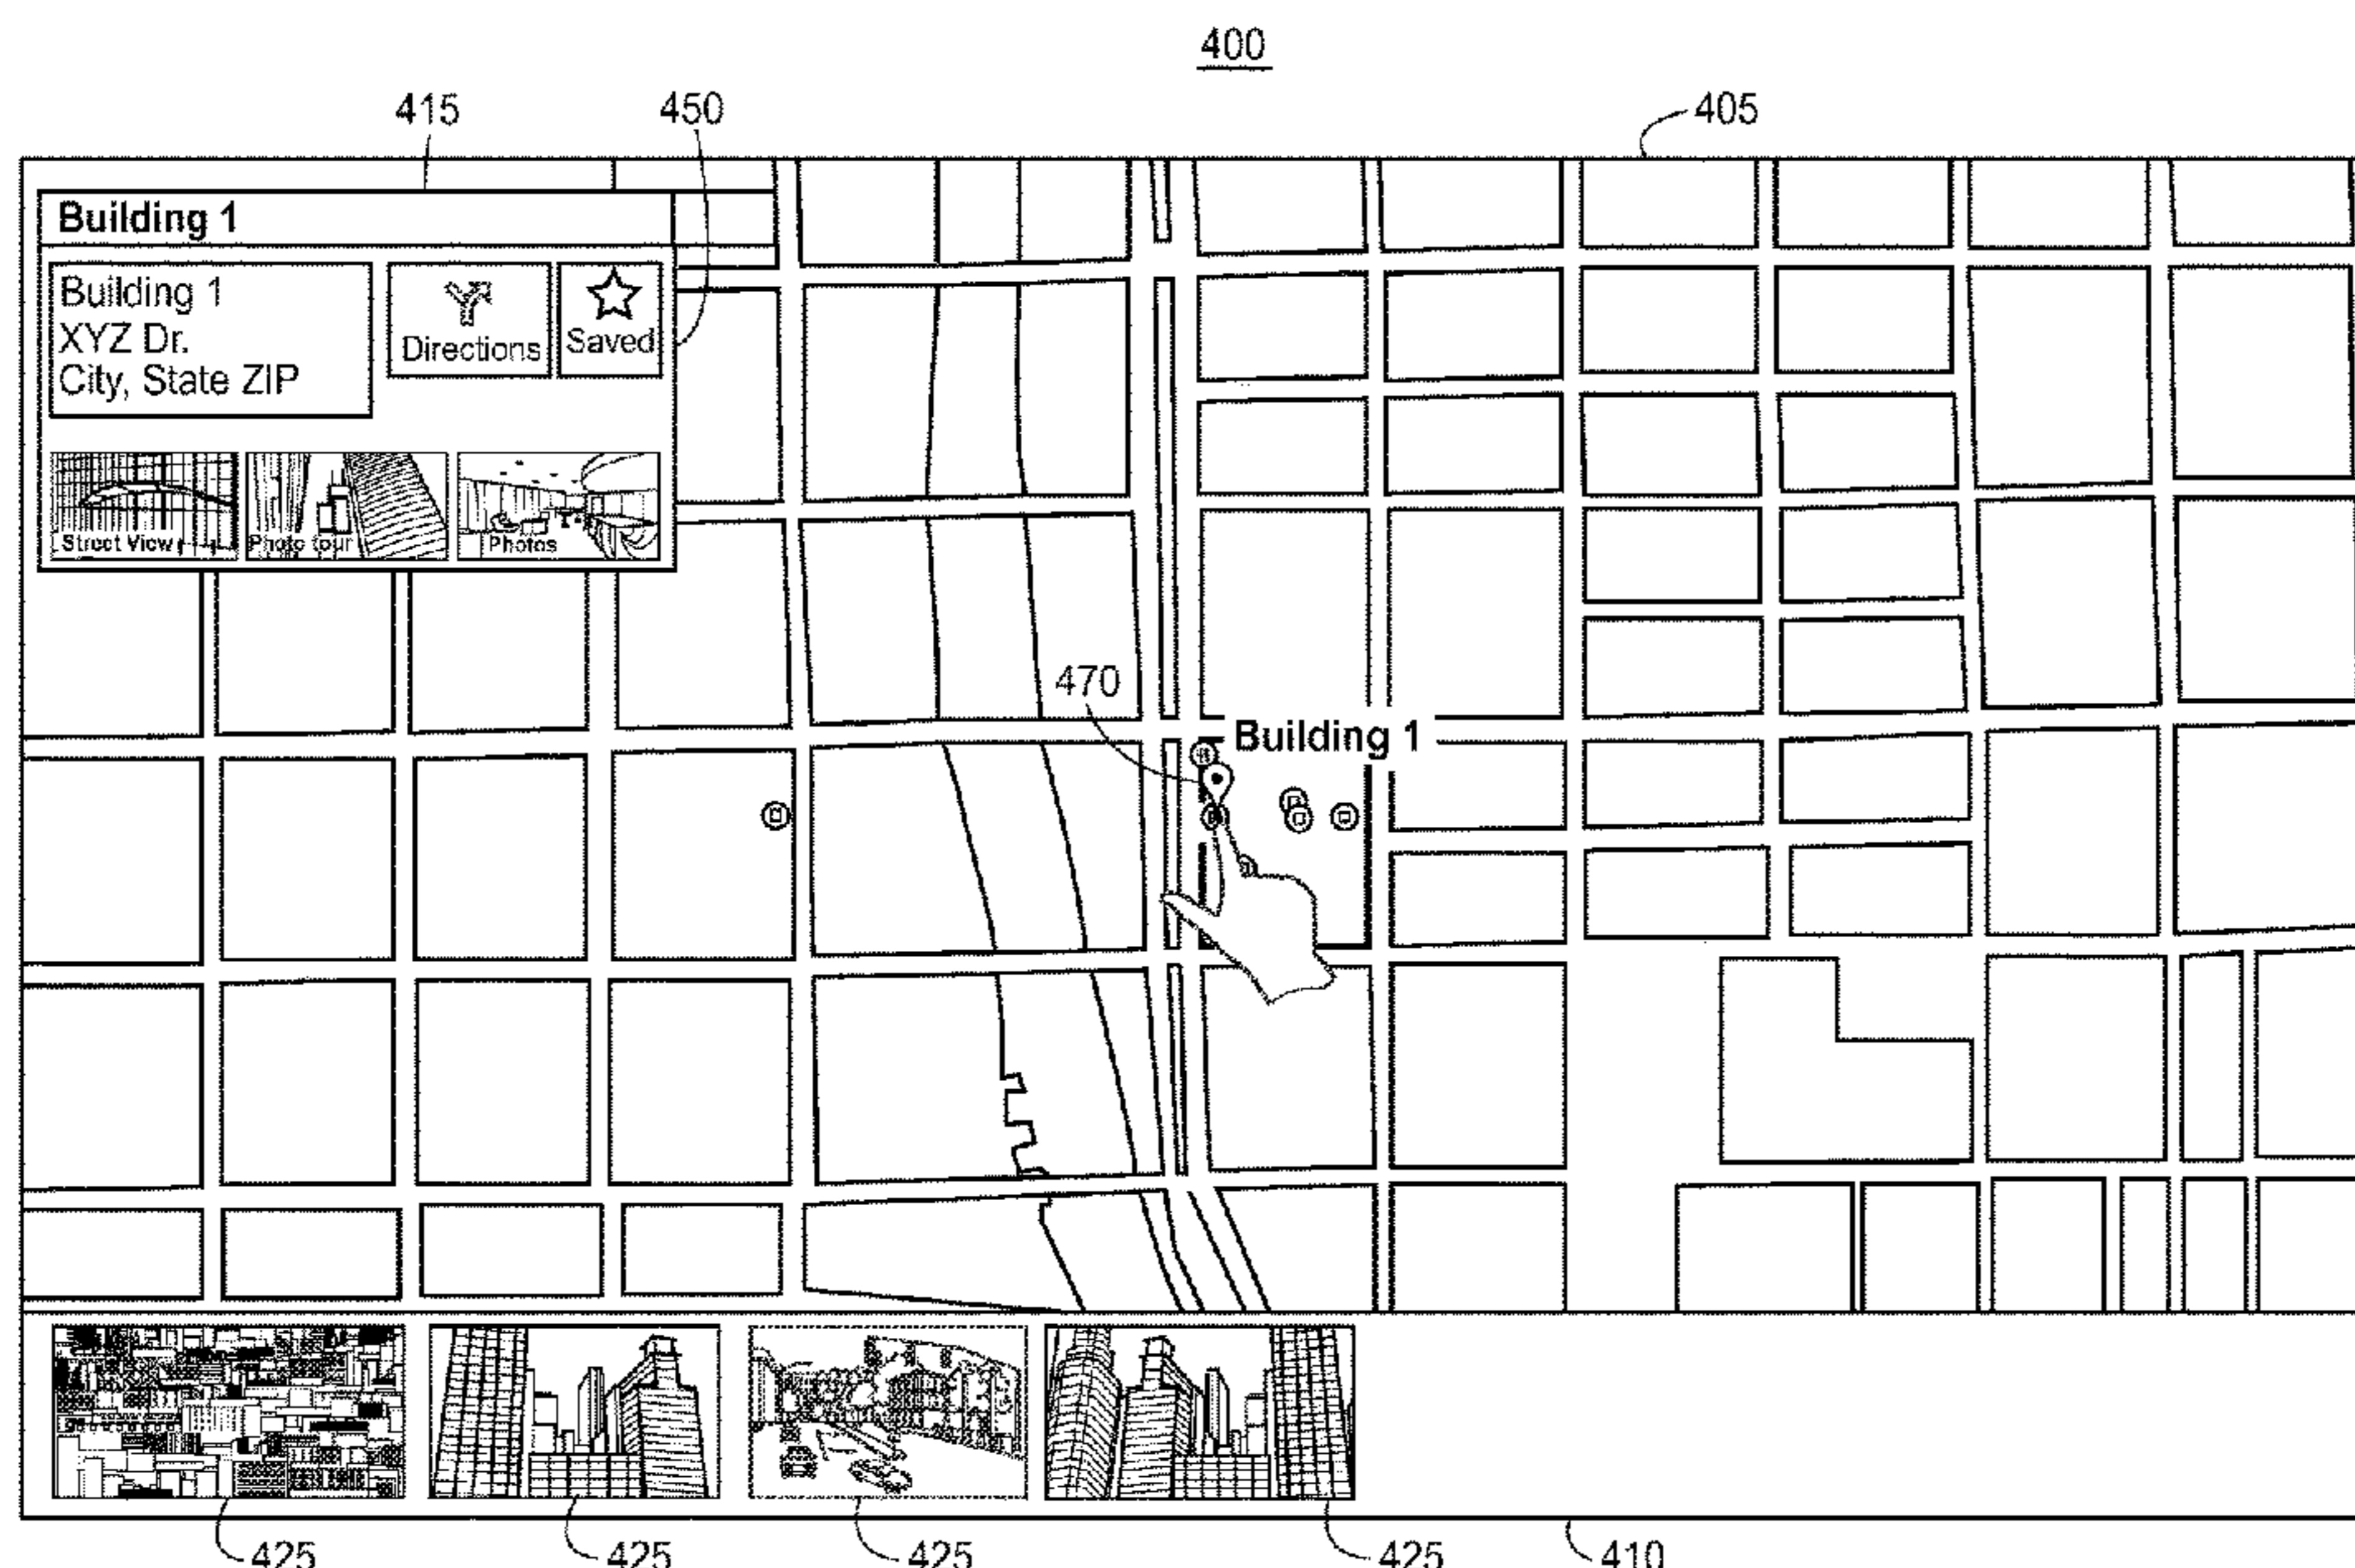 400
415
450
405
Building 1
Building 1
XYZ Dr.
City, State ZIP
Directions
Saved
Street View
Photo tour
Photos
470
Building 1
425
425
425
425
410